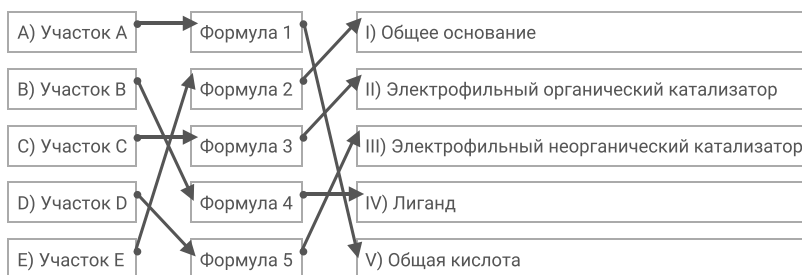 A) Участок A Формула 1 I) Общее основание
B) Участок B Формула 2 II) Электрофильный органический катализатор
C) Участок C Формула 3 III) Электрофильный неорганический катализатор
D) Участок D Формула 4 IV) Лиганд
E) Участок E Формула 5 V) Общая кислота